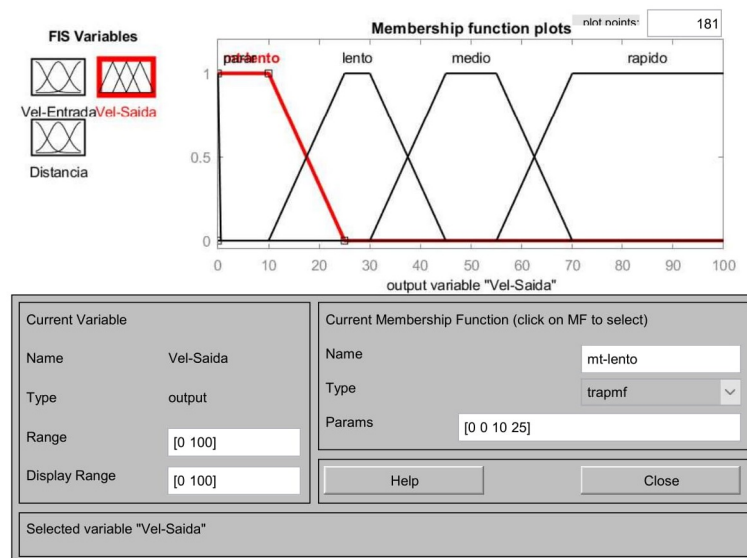 FIS Variables
Vel-Entrada
Vel-Saida
Distancia
Membership function plots
plot points:
181
mt-lento
lento
medio
rapido
1
0.5
0
0 10 20 30 40 50 60 70 80 90 100
output variable "Vel-Saida"
Current Variable
Name Vel-Saida
Type output
Range [0 100]
Display Range [0 100]
Current Membership Function (click on MF to select)
Name mt-lento
Type trapmf
Params [0 0 10 25]
Help
Close
Selected variable "Vel-Saida"